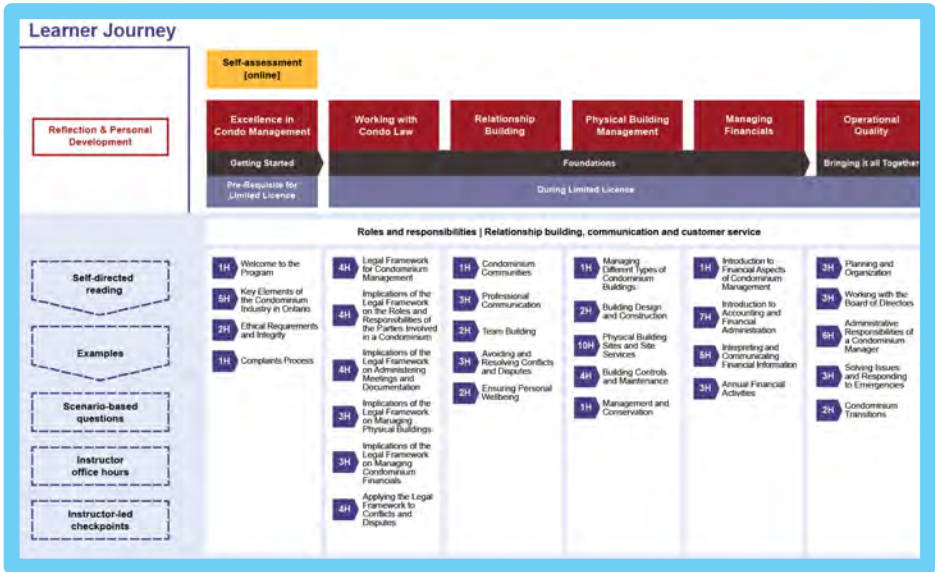 Learner Journey
Self-assessment
[online]
Reflection & Personal
Development
Excellence in
Condo Management
Working with
Condo Law
Relationship
Building
Physical Building
Management
Managing
Financials
Operational
Quality
Getting Started
Foundations
Bringing it all Together
Pre-Requisite for
Limited Licence
During Limited Licence
Roles and responsibilities | Relationship building, communication and customer service
Self-directed
reading
Examples
Scenario-based
questions
Instructor
office hours
Instructor-led
checkpoints
1H
Welcome to the
Program
5H
Key Elements of
the Condominium
Industry in Ontario
2H
Ethical Requirements
and Integrity
1H
Complaints Process
4H
Legal Framework
for Condominium
Management
4H
Implications of the
Legal Framework
on the Roles and
Responsibilities of
the Parties Involved
in a Condominium
4H
Implications of the
Legal Framework
on Administering
Meetings and
Documentation
3H
Implications of the
Legal Framework
on Managing
Physical Buildings
3H
Implications of the
Legal Framework
on Managing
Condominium
Financials
4H
Applying the Legal
Framework to
Conflicts and
Disputes
1H
Condominium
Communities
3H
Professional
Communication
2H
Team Building
3H
Avoiding and
Resolving Conflicts
and Disputes
2H
Ensuring Personal
Wellbeing
1H
Managing
Different Types of
Condominium
Buildings
2H
Building Design
and Construction
10H
Physical Building
Sites and Site
Services
4H
Building Controls
and Maintenance
1H
Management and
Conservation
1H
Introduction to
Financial Aspects
of Condominium
Management
7H
Introduction to
Accounting and
Financial
Administration
5H
Interpreting and
Communicating
Financial Information
3H
Annual Financial
Activities
3H
Planning and
Organization
3H
Working with the
Board of Directors
6H
Administrative
Responsibilities of
a Condominium
Manager
3H
Solving Issues
and Responding
to Emergencies
2H
Condominium
Transitions